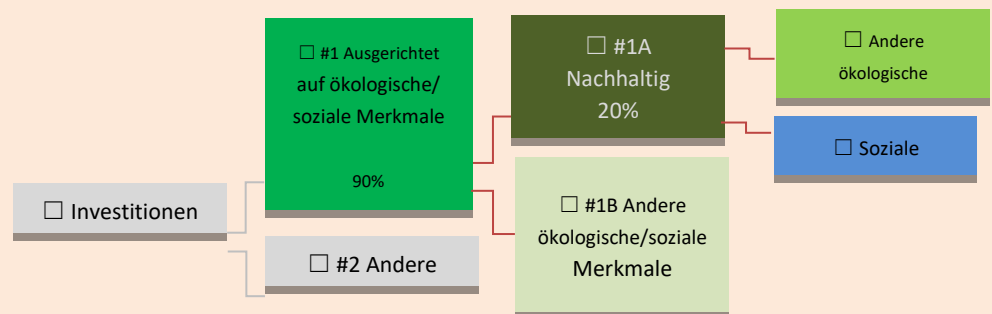 ☐ Investitionen
☐ #1 Ausgerichtet
auf ökologische/
soziale Merkmale
90%
☐ #2 Andere
☐ #1A
Nachhaltig
20%
☐ #1B Andere
ökologische/soziale
Merkmale
☐ Andere
ökologische
☐ Soziale